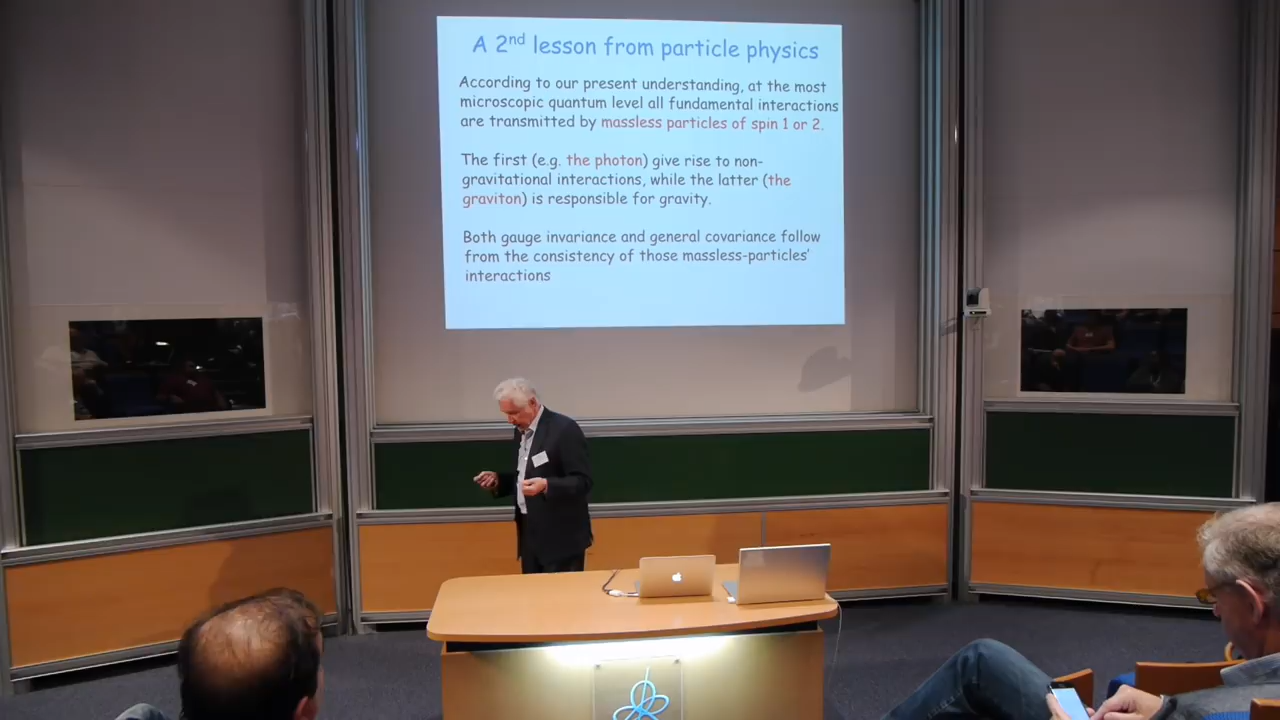 A 2nd lesson from particle physics
According to our present understanding, at the most
microscopic quantum level all fundamental interactions
are transmitted by massless particles of spin 1 or 2.
The first (e.g. the photon) give rise to non-
gravitational interactions, while the latter (the
graviton) is responsible for gravity.
Both gauge invariance and general covariance follow
from the consistency of those massless-particles'
interactions